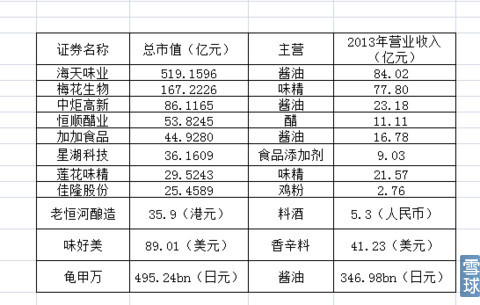 证券名称 总市值（亿元） 主营 2013年营业收入（亿元）
海天味业 519.1596 酱油 84.02
梅花生物 167.2226 味精 77.80
中炬高新 86.1165 酱油 23.18
恒顺醋业 53.8245 醋 11.11
加加食品 44.9280 酱油 16.78
星湖科技 36.1609 食品添加剂 9.03
莲花味精 29.5243 味精 21.57
佳隆股份 25.4589 鸡粉 2.76
老恒河酿造 35.9（港元） 料酒 5.3（人民币）
味好美 89.01（美元） 香辛料 41.23（美元）
龟甲万 495.24bn（日元） 酱油 346.98bn（日元）
雪球